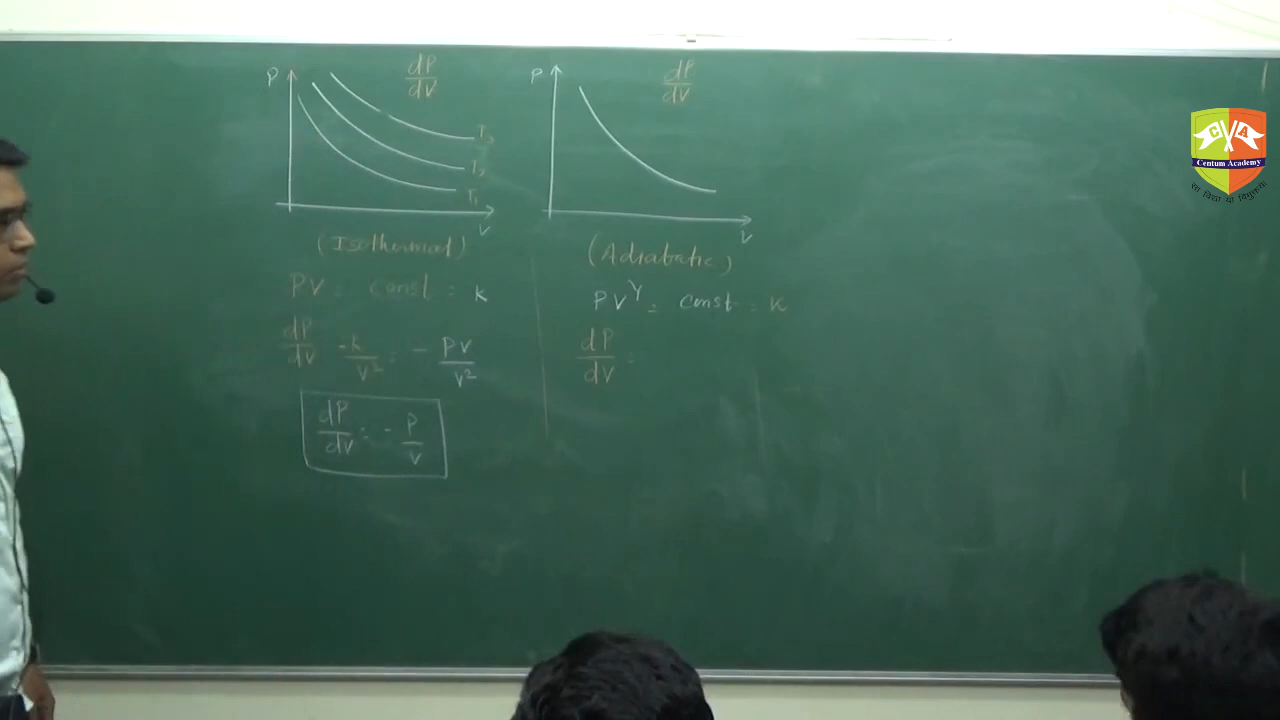 P
dP/dV
T3
T2
T1
V
(Isothermal)
PV = const = k
dP/dV -k/V² = - PV/V²
dP/dV = - P/V
P
dP/dV
V
(Adiabatic)
PV^γ = const = k
dP/dV =
C A
Centum Academy
सा विद्या या विमुक्तये